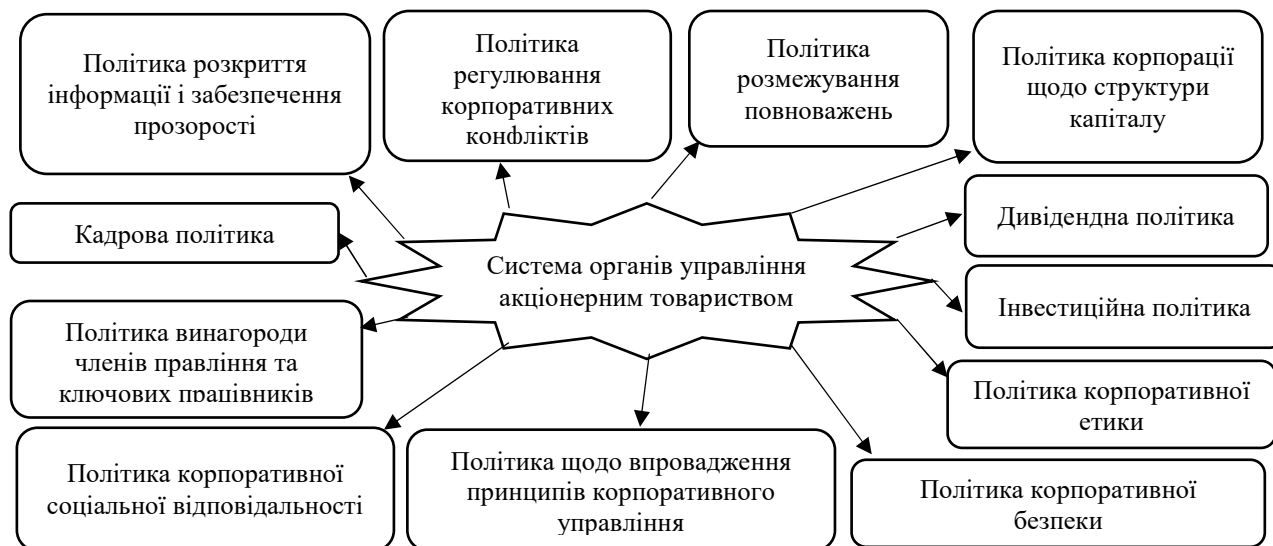 Політика розкриття
інформації і забезпечення
прозорості
Політика
регулювання
корпоративних
конфліктів
Політика
розмежування
повноважень
Політика корпорації
щодо структури
капіталу
Кадрова політика
Система органів управління
акціонерним товариством
Дивідендна політика
Інвестиційна політика
Політика винагороди
членів правління та
ключових працівників
Політика корпоративної
етики
Політика корпоративної
соціальної відповідальності
Політика щодо впровадження
принципів корпоративного
управління
Політика корпоративної
безпеки